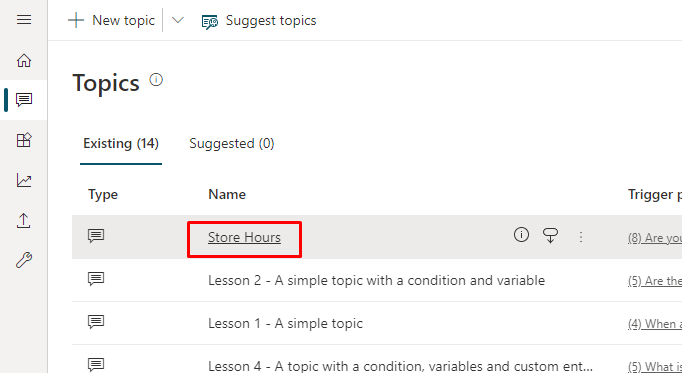 New topic Suggest topics
Topics
Existing (14) Suggested (0)
Type Name Trigger p
Store Hours (8) Are you
Lesson 2 - A simple topic with a condition and variable (5) Are the
Lesson 1 - A simple topic (4) When a
Lesson 4 - A topic with a condition, variables and custom ent... (5) What is